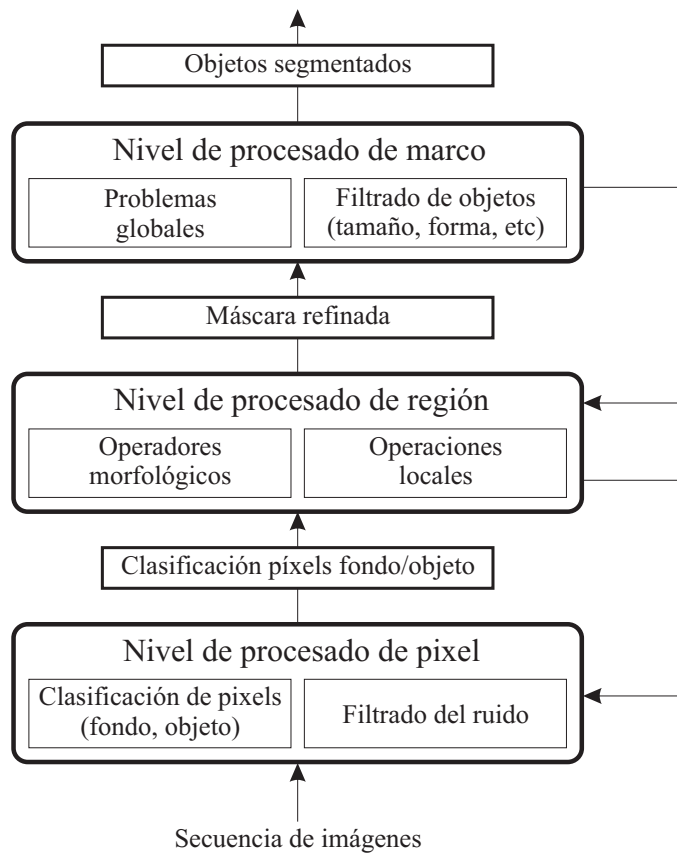 Objetos segmentados
Nivel de procesado de marco
Problemas
globales
Filtrado de objetos
(tamaño, forma, etc)
Máscara refinada
Nivel de procesado de región
Operadores
morfológicos
Operaciones
locales
Clasificación píxels fondo/objeto
Nivel de procesado de pixel
Clasificación de pixels
(fondo, objeto)
Filtrado del ruido
Secuencia de imágenes